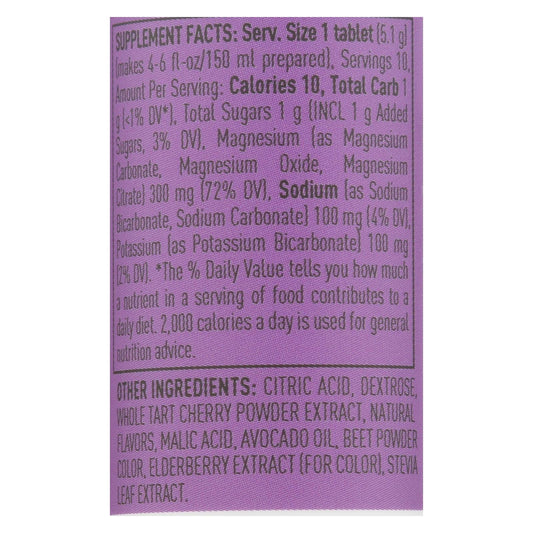 SUPPLEMENT FACTS: Serv. Size 1 tablet (5.1 g)
(makes 4-6 fl-oz/150 ml prepared), Servings 10,
Amount Per Serving: Calories 10, Total Carb 1
g (<1% DV*), Total Sugars 1 g (INCL 1 g Added
Sugars, 3% DV), Magnesium (as Magnesium
Carbonate, Magnesium Oxide, Magnesium
Citrate) 300 mg (72% DV), Sodium (as Sodium
Bicarbonate, Sodium Carbonate) 100 mg (4% DV),
Potassium (as Potassium Bicarbonate) 100 mg
(2% DV). *The % Daily Value tells you how much
a nutrient in a serving of food contributes to a
daily diet. 2,000 calories a day is used for general
nutrition advice.
OTHER INGREDIENTS: CITRIC ACID, DEXTROSE,
WHOLE TART CHERRY POWDER EXTRACT, NATURAL
FLAVORS, MALIC ACID, AVOCADO OIL, BEET POWDER
COLOR, ELDERBERRY EXTRACT (FOR COLOR), STEVIA
LEAF EXTRACT.